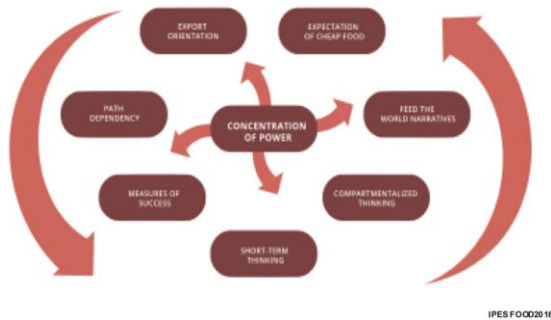 EXPORT
ORIENTATION
EXPECTATION
OF CHEAP FOOD
PATH
DEPENDENCY
CONCENTRATION
OF POWER
FEED THE
WORLD NARRATIVES
MEASURES OF
SUCCESS
COMPARTMENTALIZED
THINKING
SHORT-TERM
THINKING
IPES FOOD2016